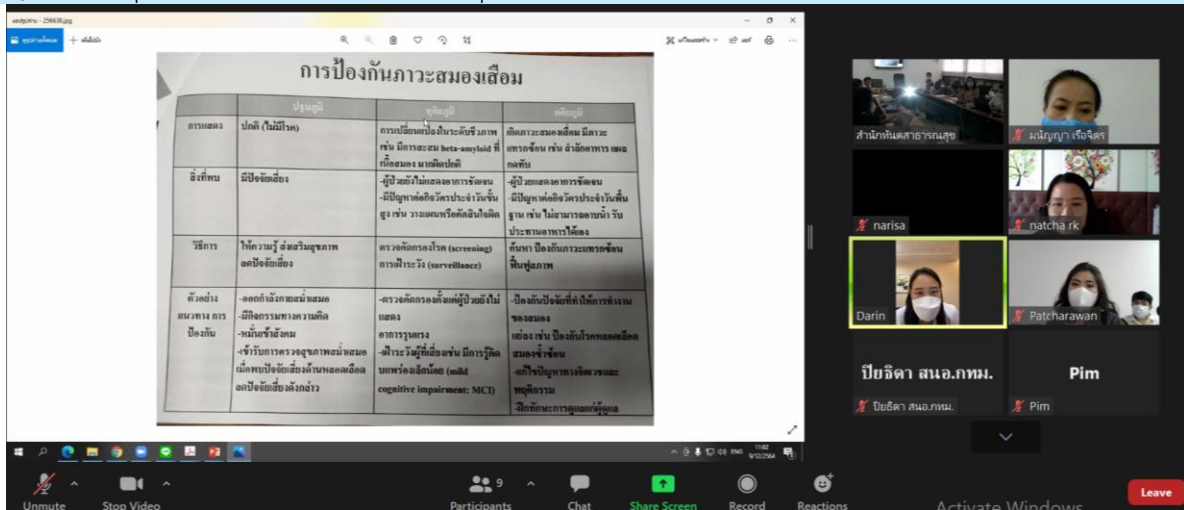 แก้ไขและสร้าง
การป้องกันภาวะสมองเสื่อม
ปฐมภูมิ
ทุติยภูมิ
ตติยภูมิ
การแสดง
ปกติ (ไม่มีโรค)
การเปลี่ยนแปลงในระดับชีวภาพ
เช่น มีการสะสม beta-amyloid ที่
เนื้อสมอง มากผิดปกติ
เกิดภาวะสมองเสื่อม มีภาวะ
แทรกซ้อน เช่น สำลักอาหาร แผล
กดทับ
สิ่งที่พบ
มีปัจจัยเสี่ยง
-ผู้ป่วยยังไม่แสดงอาการชัดเจน
-มีปัญหาต่อกิจวัตรประจำวันขั้น
สูง เช่น วางแผนหรือตัดสินใจผิด
-ผู้ป่วยแสดงอาการชัดเจน
-มีปัญหาต่อกิจวัตรประจำวันพื้น
ฐาน เช่น ไม่สามารถอาบน้ำ รับ
ประทานอาหารได้เอง
วิธีการ
ให้ความรู้ ส่งเสริมสุขภาพ
ลดปัจจัยเสี่ยง
ตรวจคัดกรองโรค (screening)
การเฝ้าระวัง (surveillance)
ค้นหา ป้องกันภาวะแทรกซ้อน
ฟื้นฟูสภาพ
ตัวอย่าง
แนวทาง การ
ป้องกัน
-ออกกำลังกายสม่ำเสมอ
-มีกิจกรรมทางความคิด
-หมั่นเข้าสังคม
-เข้ารับการตรวจสุขภาพสม่ำเสมอ
เมื่อพบปัจจัยเสี่ยงด้านหลอดเลือด
ลดปัจจัยเสี่ยงดังกล่าว
-ตรวจคัดกรองตั้งแต่ผู้ป่วยยังไม่
แสดง
อาการรุนแรง
-เฝ้าระวังผู้ที่เสี่ยงเช่น มีการรู้คิด
บกพร่องเล็กน้อย (mild
cognitive impairment: MCI)
-ป้องกันปัจจัยที่ทำให้การทำงาน
ของสมอง
แย่ลง เช่น ป้องกันโรคหลอดเลือด
สมองซ้ำซ้อน
-แก้ไขปัญหาทางจิตเวชและ
พฤติกรรม
-ฝึกทักษะการดูแลแก่ผู้ดูแล
สำนักทันตสาธารณสุข
มนัญญา เรือจิตร
narisa
natcha rk
Darin
Patcharawan
ปิยธิดา สนอ.กทม.
Pim
ปิยธิดา สนอ.กทม.
Pim
ENG
11:02
9/12/2564
Unmute
Stop Video
9
Participants
Chat
Share Screen
Record
Reactions
Activate Windows
Leave